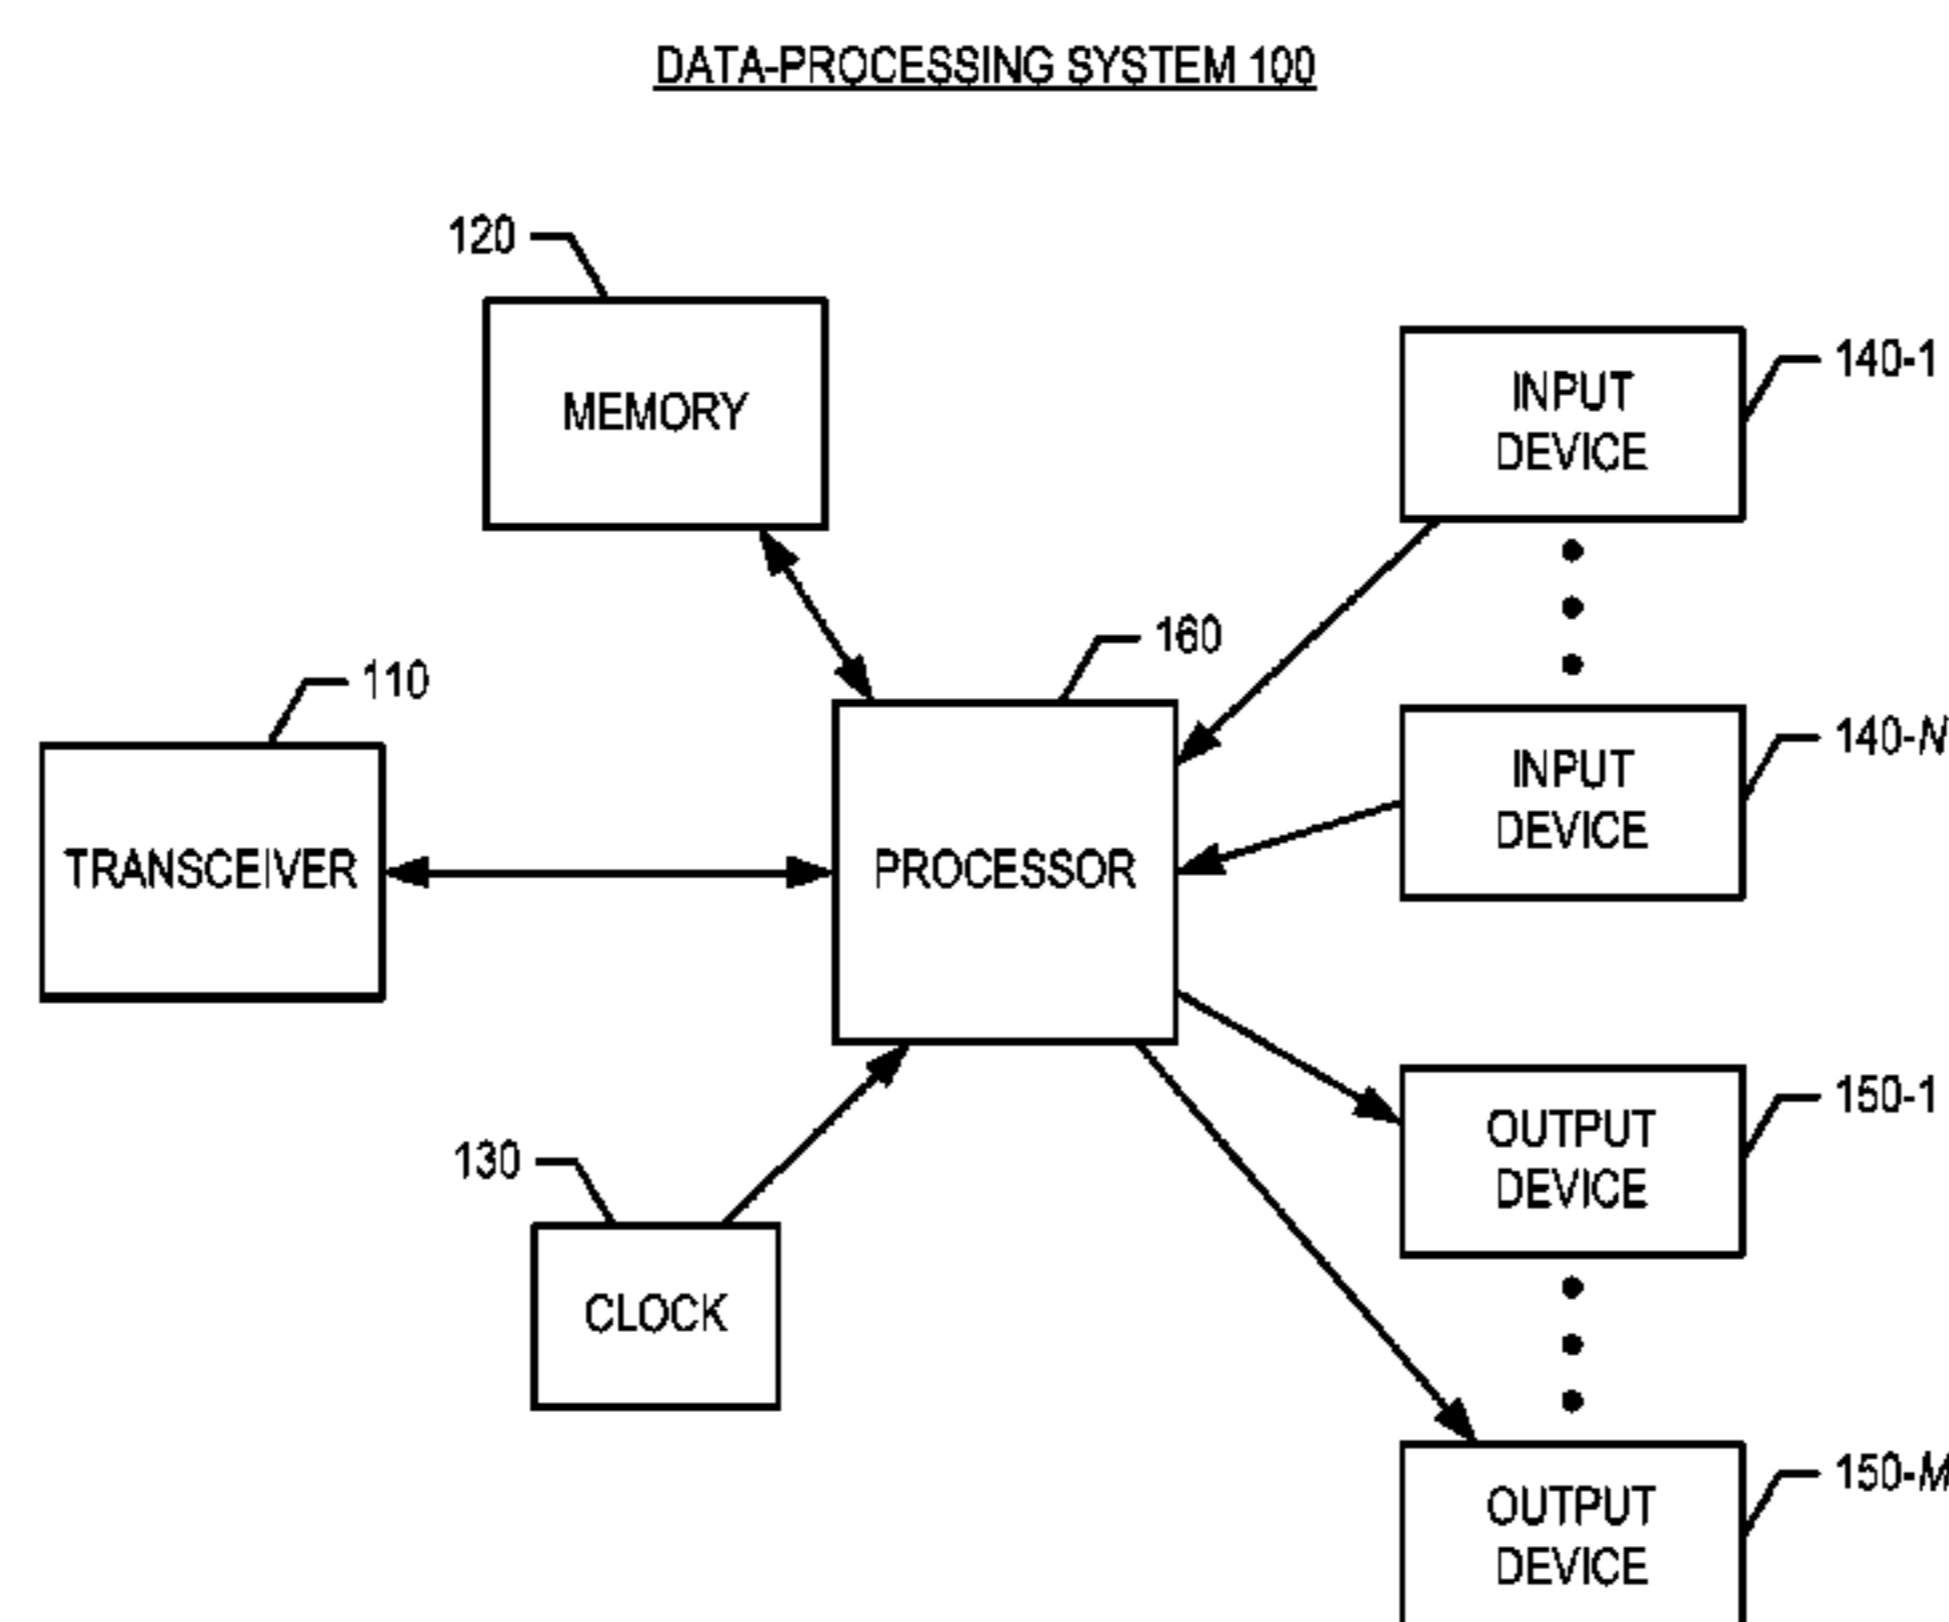 DATA-PROCESSING SYSTEM 100
120
MEMORY
INPUT
DEVICE
140-1
160
110
TRANSCEIVER
PROCESSOR
INPUT
DEVICE
140-N
130
CLOCK
OUTPUT
DEVICE
150-1
OUTPUT
DEVICE
150-M